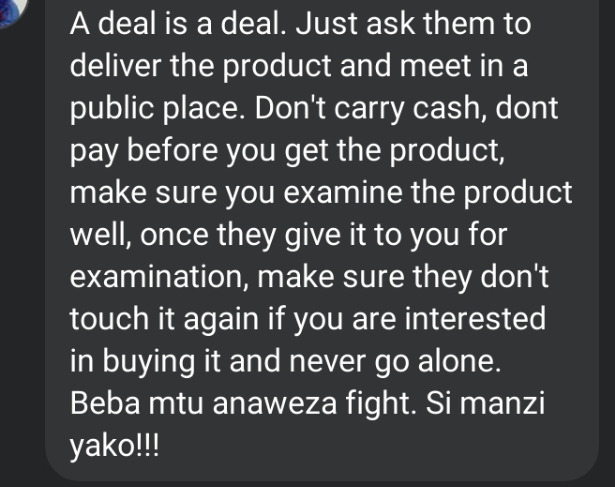 A deal is a deal. Just ask them to
deliver the product and meet in a
public place. Don't carry cash, dont
pay before you get the product,
make sure you examine the product
well, once they give it to you for
examination, make sure they don't
touch it again if you are interested
in buying it and never go alone.
Beba mtu anaweza fight. Si manzi
yako!!!